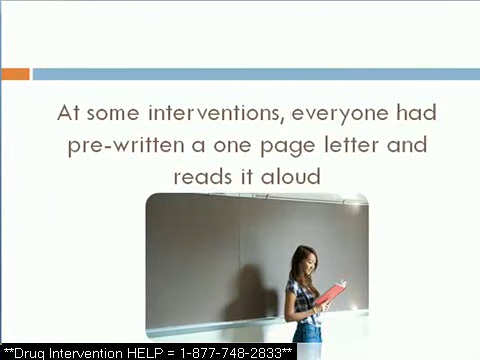 At some interventions, everyone had
pre-written a one page letter and
reads it aloud
**Drug Intervention HELP = 1-877-748-2833**